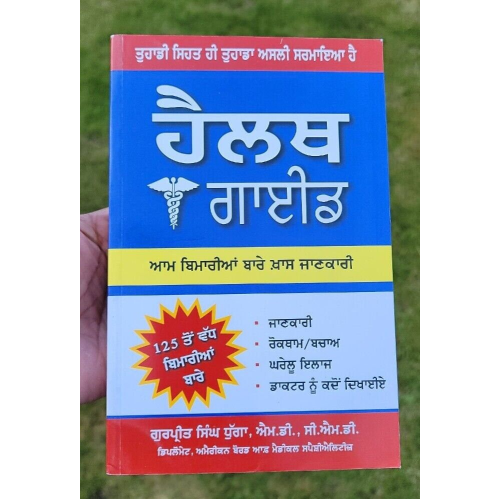 ਤੁਹਾਡੀ ਸਿਹਤ ਹੀ ਤੁਹਾਡਾ ਅਸਲੀ ਸਰਮਾਇਆ ਹੈ
ਹੈਲਥ
ਗਾਈਡ
ਆਮ ਬਿਮਾਰੀਆਂ ਬਾਰੇ ਖ਼ਾਸ ਜਾਣਕਾਰੀ
125 ਤੋਂ ਵੱਧ
ਬਿਮਾਰੀਆਂ
ਬਾਰੇ
· ਜਾਣਕਾਰੀ
· ਰੋਕਥਾਮ/ਬਚਾਅ
· ਘਰੇਲੂ ਇਲਾਜ
· ਡਾਕਟਰ ਨੂੰ ਕਦੋਂ ਦਿਖਾਈਏ
ਗੁਰਪ੍ਰੀਤ ਸਿੰਘ ਧੁੱਗਾ, ਐਮ.ਡੀ., ਸੀ.ਐਮ.ਡੀ.
ਡਿਪਲੋਮੇਟ, ਅਮੈਰੀਕਨ ਬੋਰਡ ਆਫ਼ ਮੈਡੀਕਲ ਸਪੈਸ਼ੀਐਲਿਟੀਜ਼